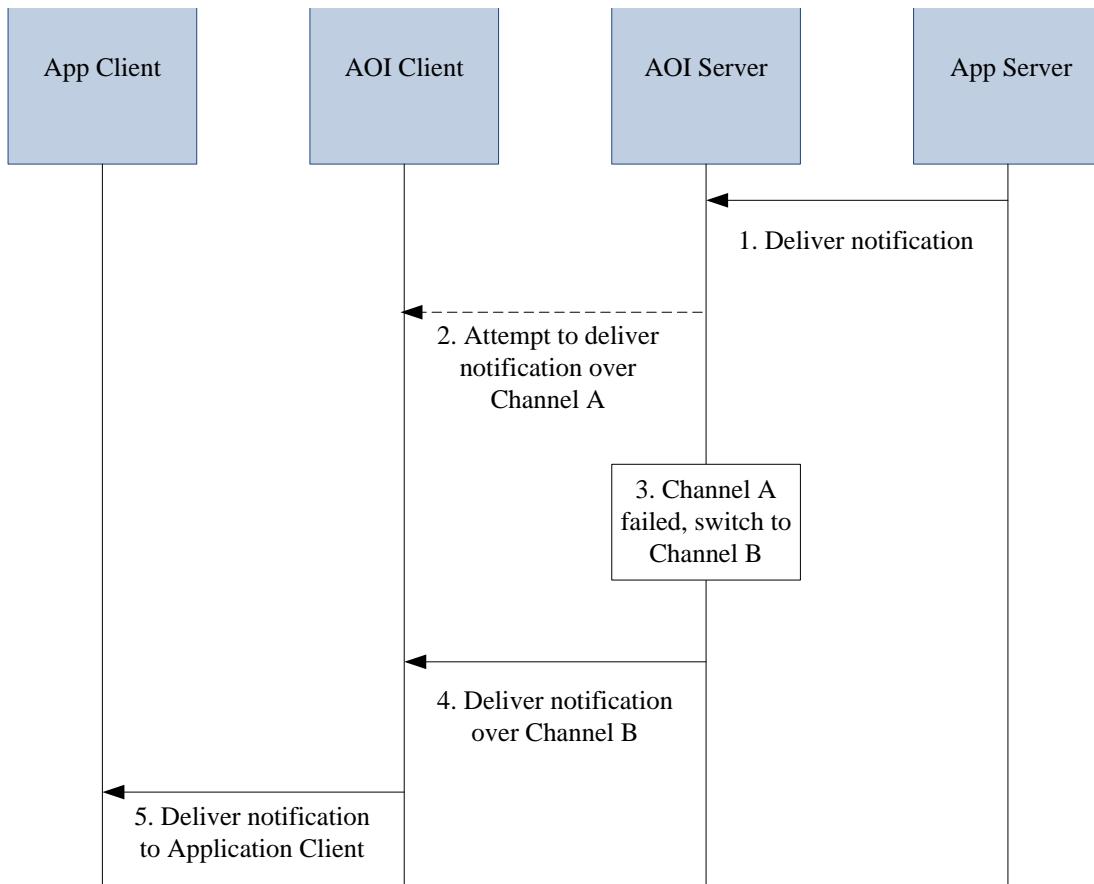 App Client
AOI Client
AOI Server
App Server
1. Deliver notification
2. Attempt to deliver
notification over
Channel A
3. Channel A
failed, switch to
Channel B
4. Deliver notification
over Channel B
5. Deliver notification
to Application Client